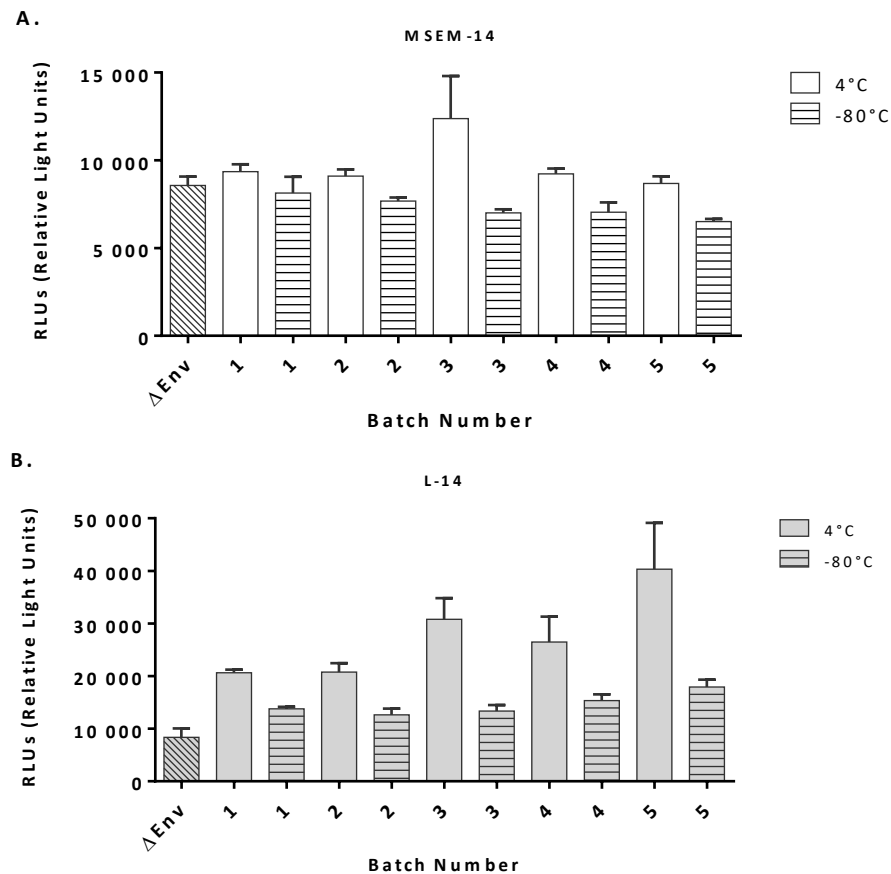 A.
MSEM-14
RLUs (Relative Light Units)
15 000
10 000
5 000
0
4°C
-80°C
ΔEnv 1 1 2 2 3 3 4 4 5 5
Batch Number
B.
L-14
RLUs (Relative Light Units)
50 000
40 000
30 000
20 000
10 000
0
4°C
-80°C
ΔEnv 1 1 2 2 3 3 4 4 5 5
Batch Number